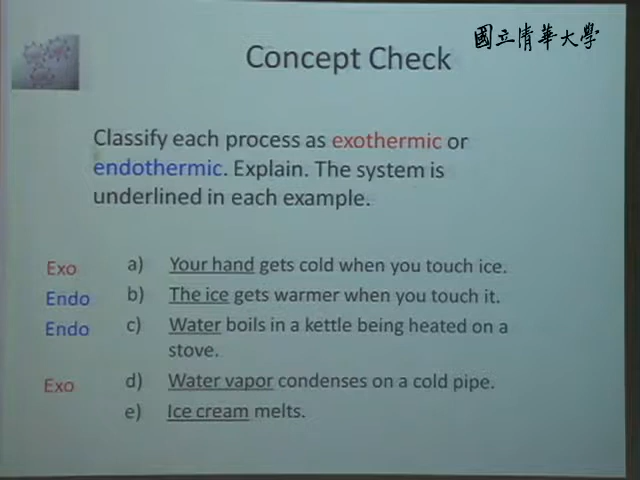 國立清華大學
Concept Check
Classify each process as exothermic or
endothermic. Explain. The system is
underlined in each example.
Exo a) Your hand gets cold when you touch ice.
Endo b) The ice gets warmer when you touch it.
Endo c) Water boils in a kettle being heated on a
stove.
Exo d) Water vapor condenses on a cold pipe.
e) Ice cream melts.